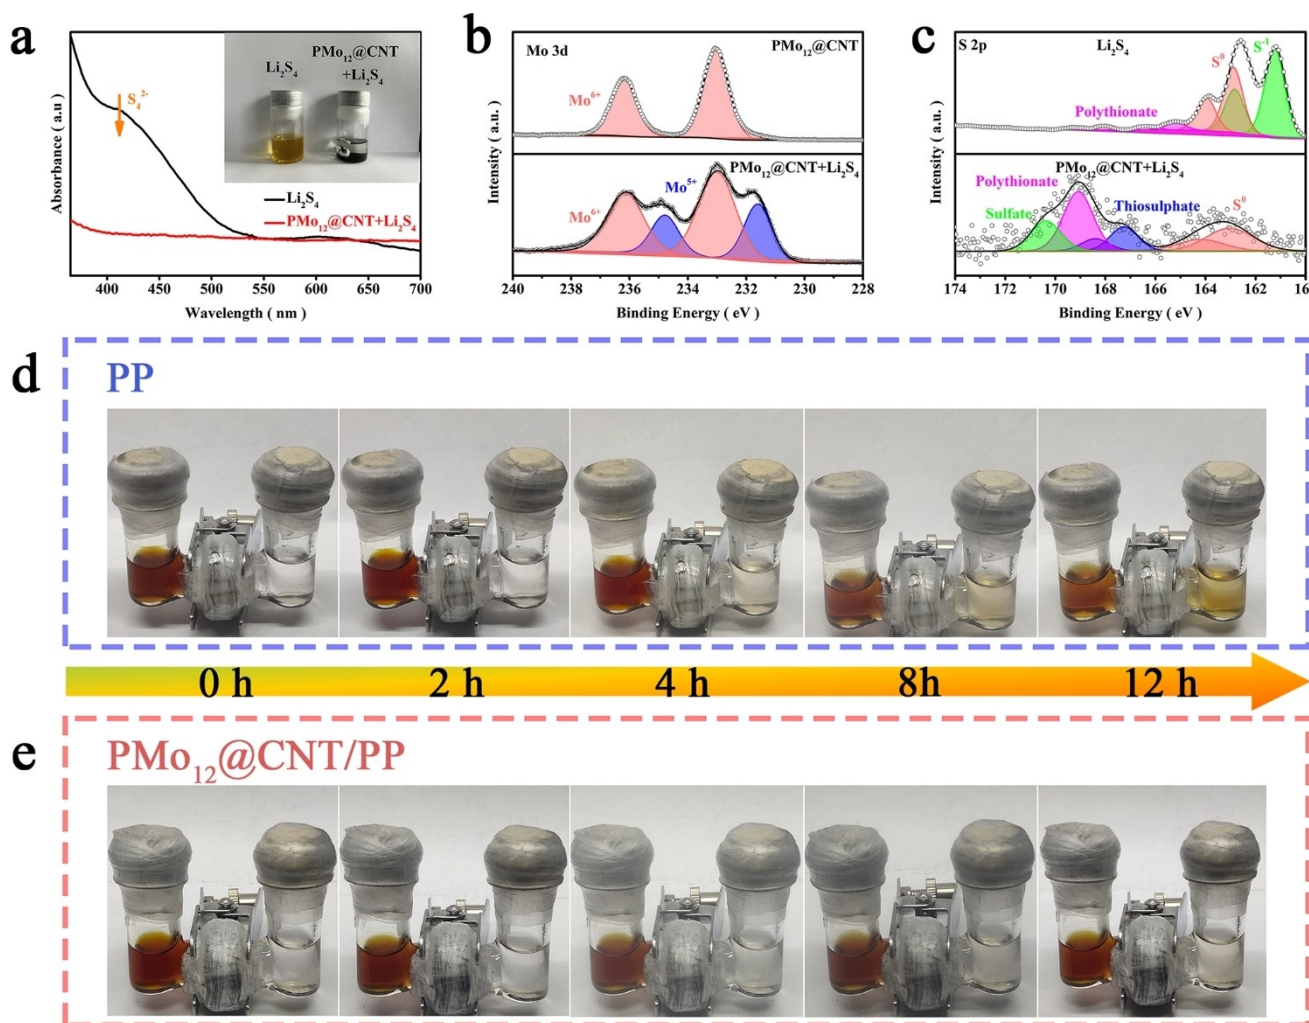 a
Absorbance ( a.u )
S₄²⁻
Li₂S₄
PMo₁₂@CNT
+Li₂S₄
Li₂S₄
PMo₁₂@CNT+Li₂S₄
400 450 500 550 600 650 700
Wavelength ( nm )
b
Intensity ( a.u. )
Mo 3d
PMo₁₂@CNT
Mo⁶⁺
PMo₁₂@CNT+Li₂S₄
Mo⁵⁺
Mo⁶⁺
240 238 236 234 232 230 228
Binding Energy ( eV )
c
Intensity ( a.u. )
S 2p
Li₂S₄
S⁻¹
S⁰
Polythionate
PMo₁₂@CNT+Li₂S₄
Polythionate
Sulfate
Thiosulphate
S⁰
174 172 170 168 166 164 162 16
Binding Energy ( eV )
d
PP
0 h 2 h 4 h 8h 12 h
e
PMo₁₂@CNT/PP